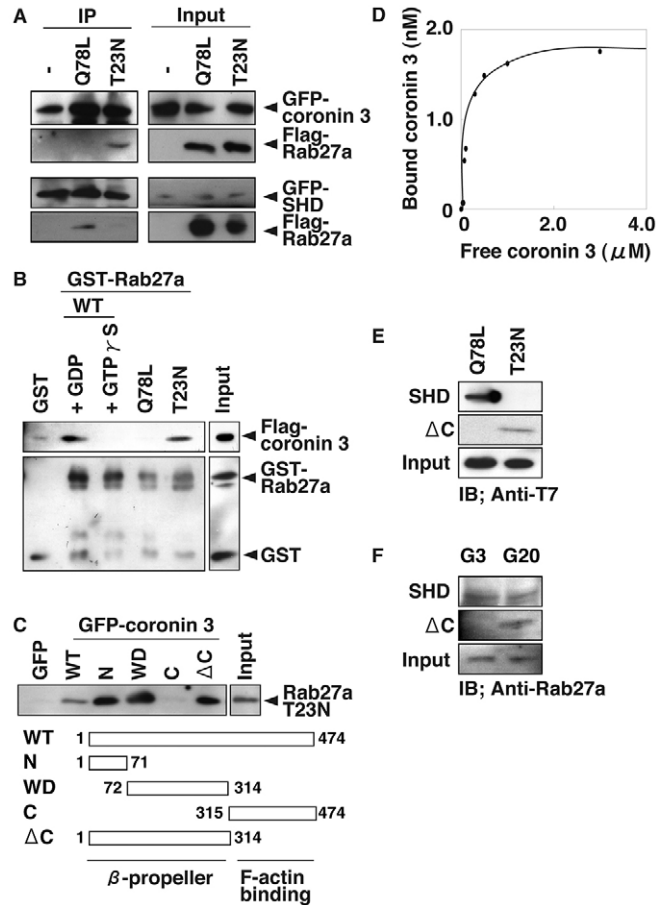 A
IP
Input
-
Q78L
T23N
-
Q78L
T23N
GFP-
coronin 3
Flag-
Rab27a
GFP-
SHD
Flag-
Rab27a
B
GST-Rab27a
WT
GST
+ GDP
+ GTPγS
Q78L
T23N
Input
Flag-
coronin 3
GST-
Rab27a
GST
C
GFP-coronin 3
GFP
WT
N
WD
C
ΔC
Input
Rab27a
T23N
WT 1 474
N 1 71
WD 72 314
C 315 474
ΔC 1 314
β-propeller
F-actin
binding
D
Bound coronin 3 (nM)
2.0
1.0
0
0
2.0
4.0
Free coronin 3 (μM)
E
Q78L
T23N
SHD
ΔC
Input
IB; Anti-T7
F
G3 G20
SHD
ΔC
Input
IB; Anti-Rab27a